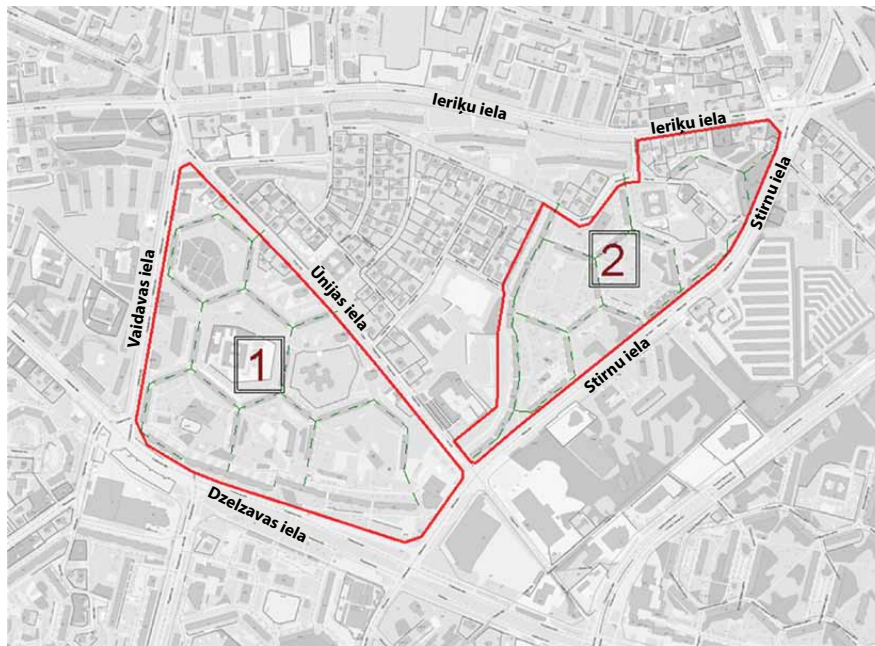 Ieriķu iela
Ieriķu iela
Stirnu iela
2
Vaidavas iela
Ūnijas iela
1
Stirnu iela
Dzelzavas iela